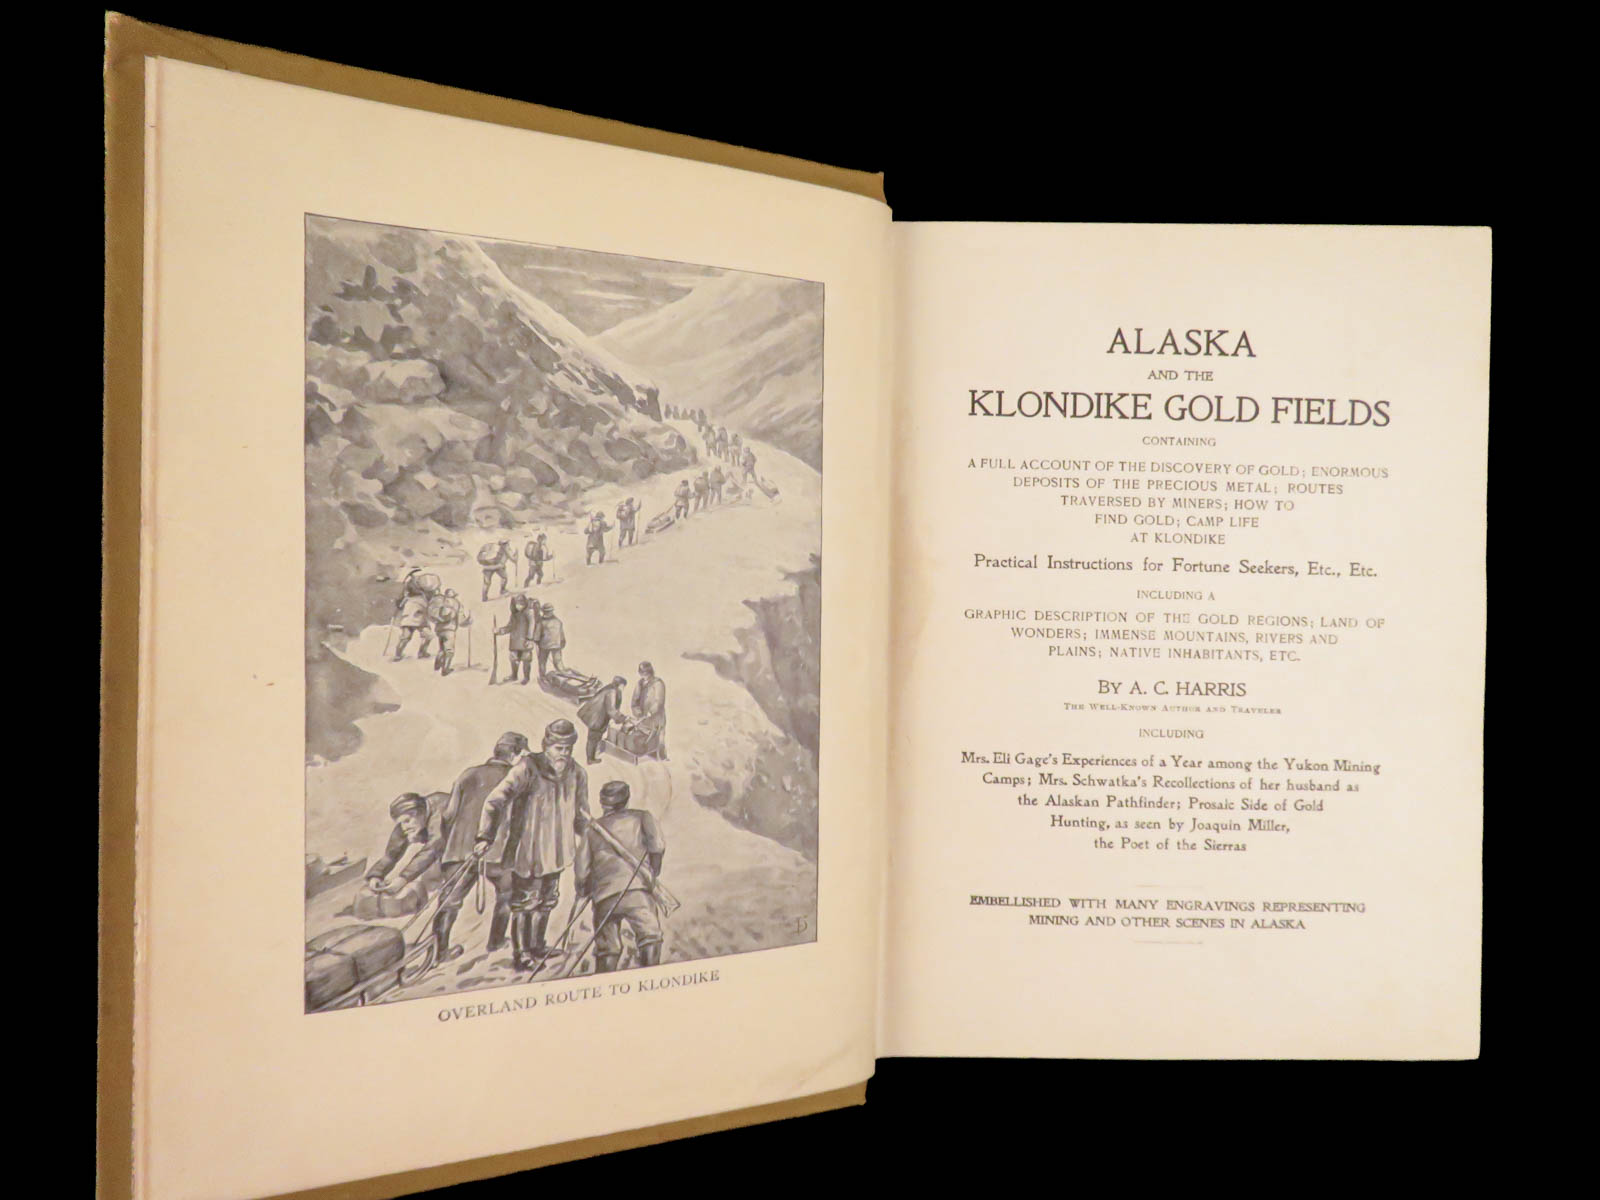 OVERLAND ROUTE TO KLONDIKE
ALASKA
AND THE
KLONDIKE GOLD FIELDS
CONTAINING
A FULL ACCOUNT OF THE DISCOVERY OF GOLD; ENORMOUS
DEPOSITS OF THE PRECIOUS METAL; ROUTES
TRAVERSED BY MINERS; HOW TO
FIND GOLD; CAMP LIFE
AT KLONDIKE
Practical Instructions for Fortune Seekers, Etc., Etc.
INCLUDING A
GRAPHIC DESCRIPTION OF THE GOLD REGIONS; LAND OF
WONDERS; IMMENSE MOUNTAINS, RIVERS AND
PLAINS; NATIVE INHABITANTS, ETC.
BY A. C. HARRIS
THE WELL-KNOWN AUTHOR AND TRAVELER
INCLUDING
Mrs. Eli Gage's Experiences of a Year among the Yukon Mining
Camps; Mrs. Schwatka's Recollections of her husband as
the Alaskan Pathfinder; Prosaic Side of Gold
Hunting, as seen by Joaquin Miller,
the Poet of the Sierras
EMBELLISHED WITH MANY ENGRAVINGS REPRESENTING
MINING AND OTHER SCENES IN ALASKA